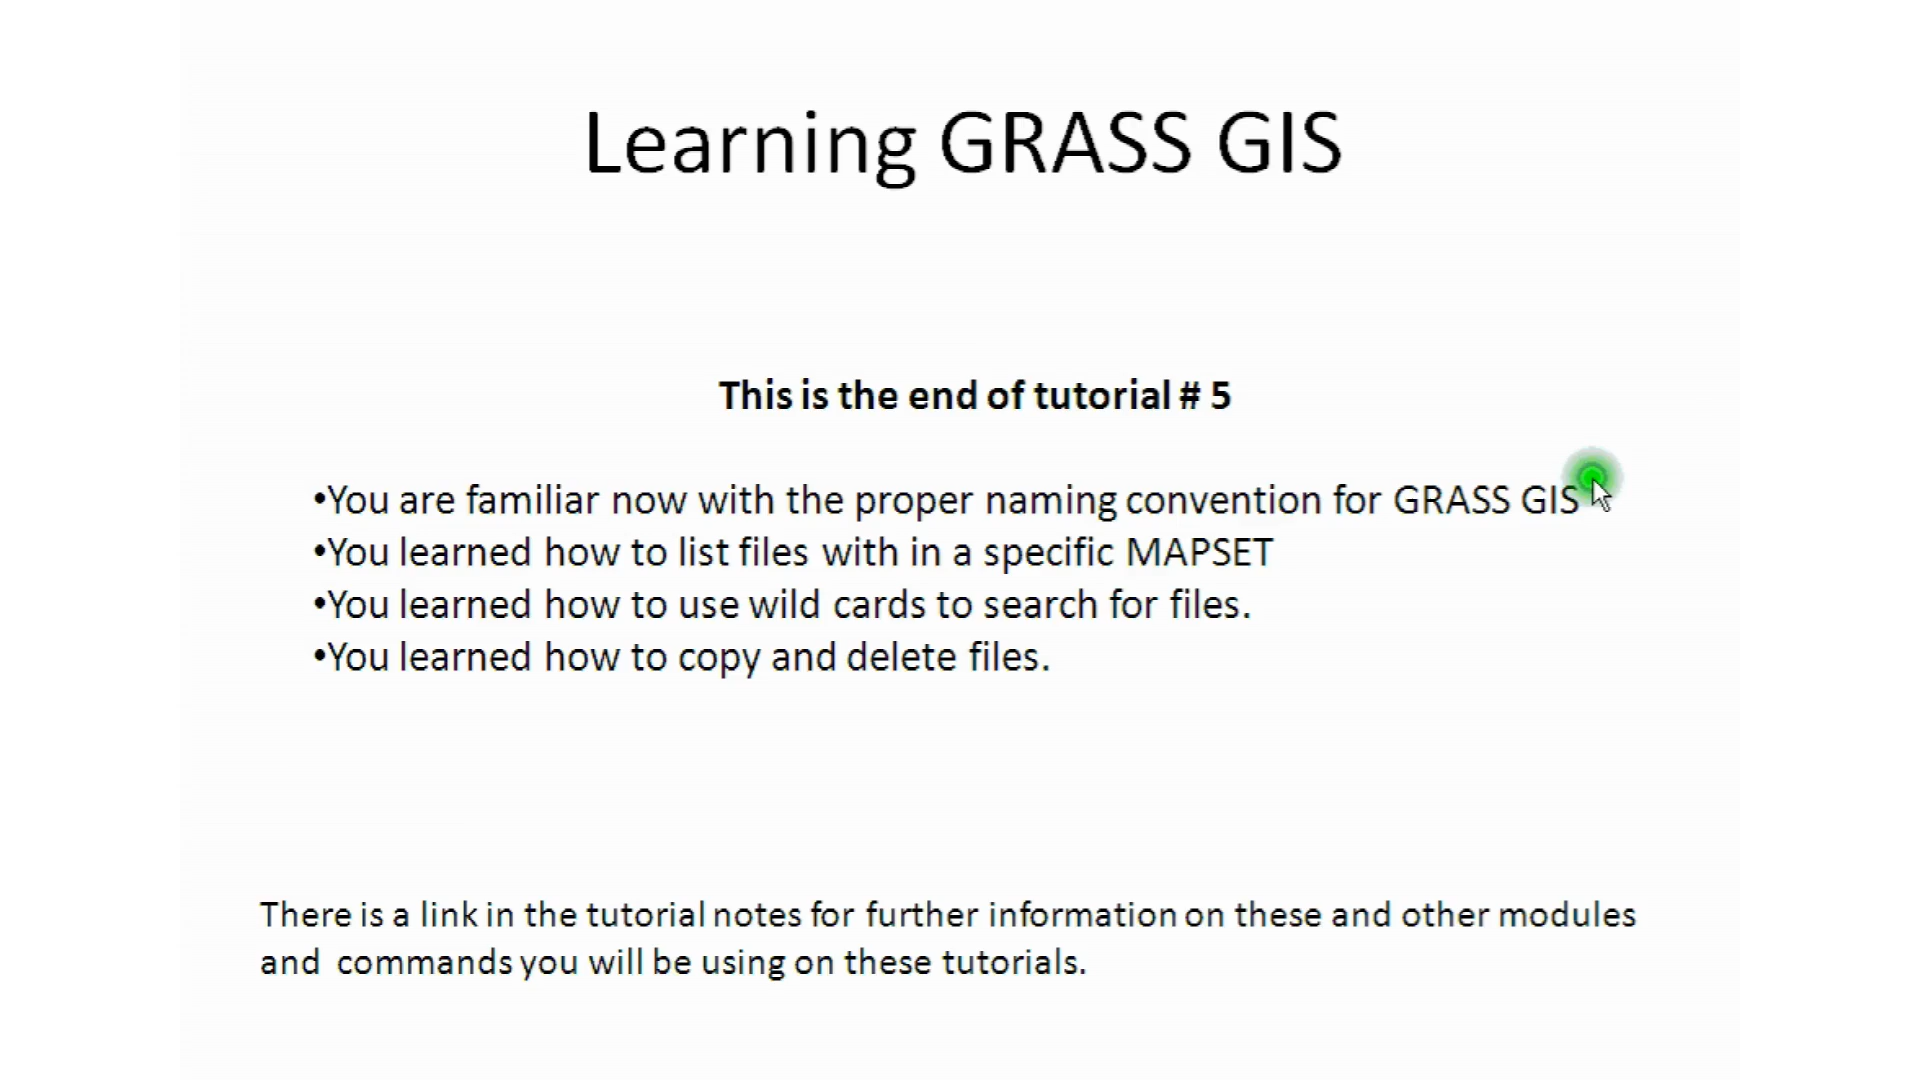 Learning GRASS GIS
This is the end of tutorial # 5
•You are familiar now with the proper naming convention for GRASS GIS
•You learned how to list files with in a specific MAPSET
•You learned how to use wild cards to search for files.
•You learned how to copy and delete files.
There is a link in the tutorial notes for further information on these and other modules
and  commands you will be using on these tutorials.